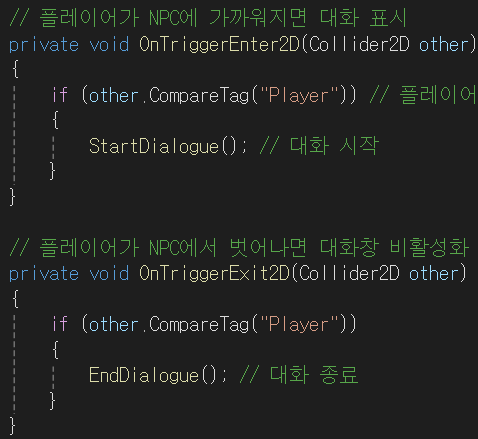 // 플레이어가 NPC에 가까워지면 대화 표시
private void OnTriggerEnter2D(Collider2D other)
{
if (other.CompareTag("Player")) // 플레이어
{
StartDialogue(); // 대화 시작
}
}
// 플레이어가 NPC에서 벗어나면 대화창 비활성화
private void OnTriggerExit2D(Collider2D other)
{
if (other.CompareTag("Player"))
{
EndDialogue(); // 대화 종료
}
}